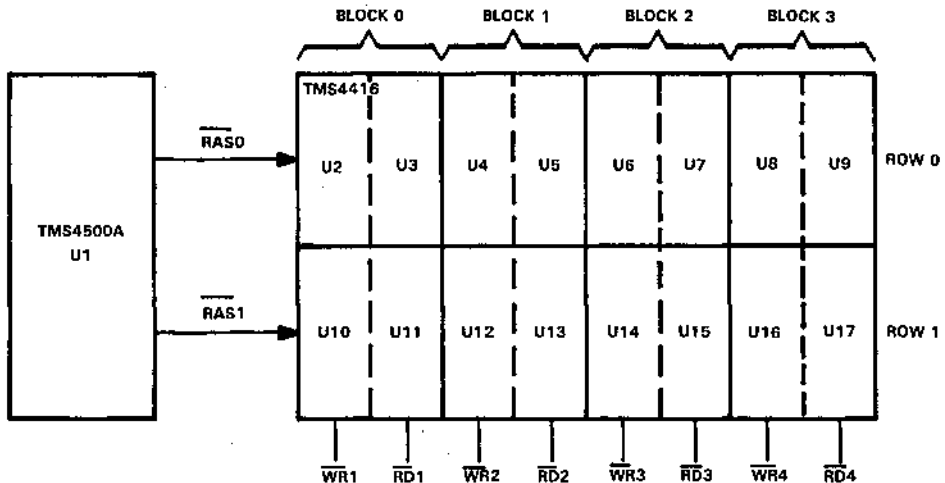 BLOCK 0 BLOCK 1 BLOCK 2 BLOCK 3
TMS4416
RAS0
U2 U3 U4 U5 U6 U7 U8 U9 ROW 0
TMS4500A
U1
RAS1
U10 U11 U12 U13 U14 U15 U16 U17 ROW 1
WR1 RD1 WR2 RD2 WR3 RD3 WR4 RD4